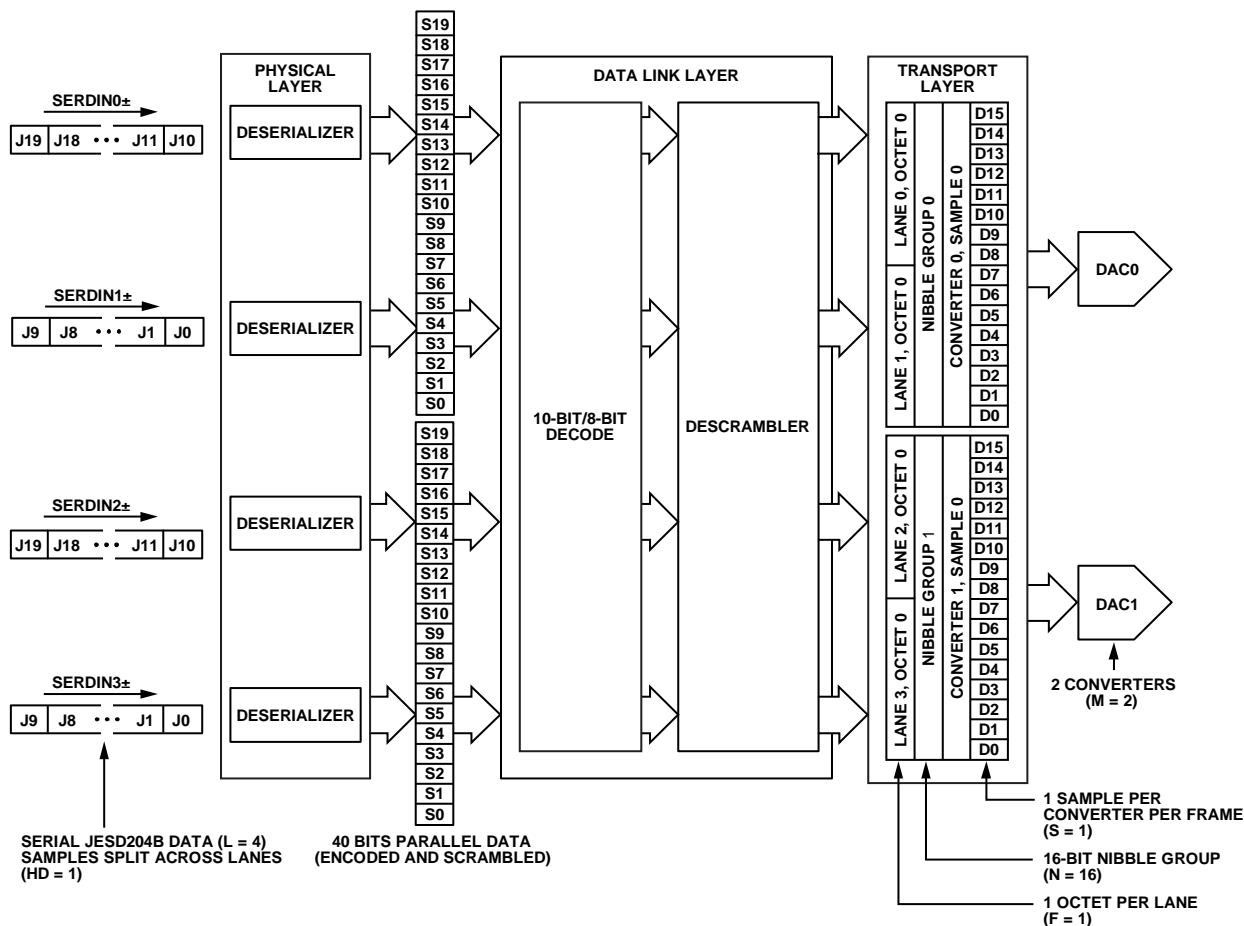 PHYSICAL
LAYER
DATA LINK LAYER
TRANSPORT
LAYER
SERDIN0±
J19 J18 ••• J11 J10
DESERIALIZER
SERDIN1±
J9 J8 ••• J1 J0
DESERIALIZER
SERDIN2±
J19 J18 ••• J11 J10
DESERIALIZER
SERDIN3±
J9 J8 ••• J1 J0
DESERIALIZER
S19
S18
S17
S16
S15
S14
S13
S12
S11
S10
S9
S8
S7
S6
S5
S4
S3
S2
S1
S0
S19
S18
S17
S16
S15
S14
S13
S12
S11
S10
S9
S8
S7
S6
S5
S4
S3
S2
S1
S0
10-BIT/8-BIT
DECODE
DESCRAMBLER
LANE 0, OCTET 0
LANE 1, OCTET 0
NIBBLE GROUP 0
CONVERTER 0, SAMPLE 0
D15
D14
D13
D12
D11
D10
D9
D8
D7
D6
D5
D4
D3
D2
D1
D0
LANE 2, OCTET 0
LANE 3, OCTET 0
NIBBLE GROUP 1
CONVERTER 1, SAMPLE 0
D15
D14
D13
D12
D11
D10
D9
D8
D7
D6
D5
D4
D3
D2
D1
D0
DAC0
DAC1
2 CONVERTERS
(M = 2)
SERIAL JESD204B DATA (L = 4)
SAMPLES SPLIT ACROSS LANES
(HD = 1)
40 BITS PARALLEL DATA
(ENCODED AND SCRAMBLED)
1 SAMPLE PER
CONVERTER PER FRAME
(S = 1)
16-BIT NIBBLE GROUP
(N = 16)
1 OCTET PER LANE
(F = 1)